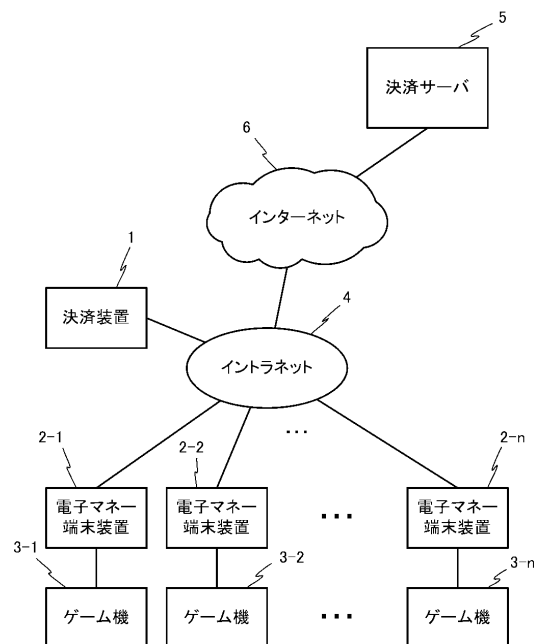 5
決済サーバ
6
インターネット
1
決済装置
4
イントラネット
...
2-1
2-2
2-n
電子マネー
端末装置
電子マネー
端末装置
...
電子マネー
端末装置
3-1
3-2
3-n
ゲーム機
ゲーム機
...
ゲーム機